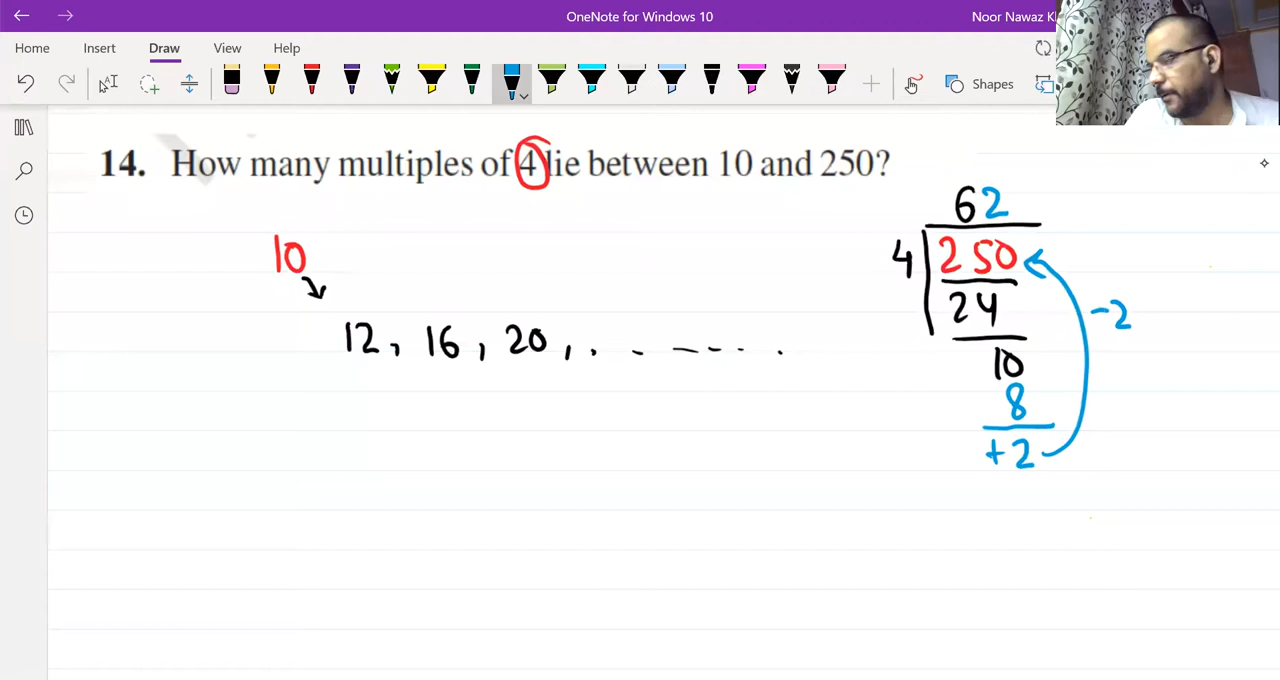 OneNote for Windows 10
Noor Nawaz
Home Insert Draw View Help
Shapes
14. How many multiples of 4 lie between 10 and 250?
62
10
4 250
24
-2
12, 16, 20, . - - - - .
10
8
+2